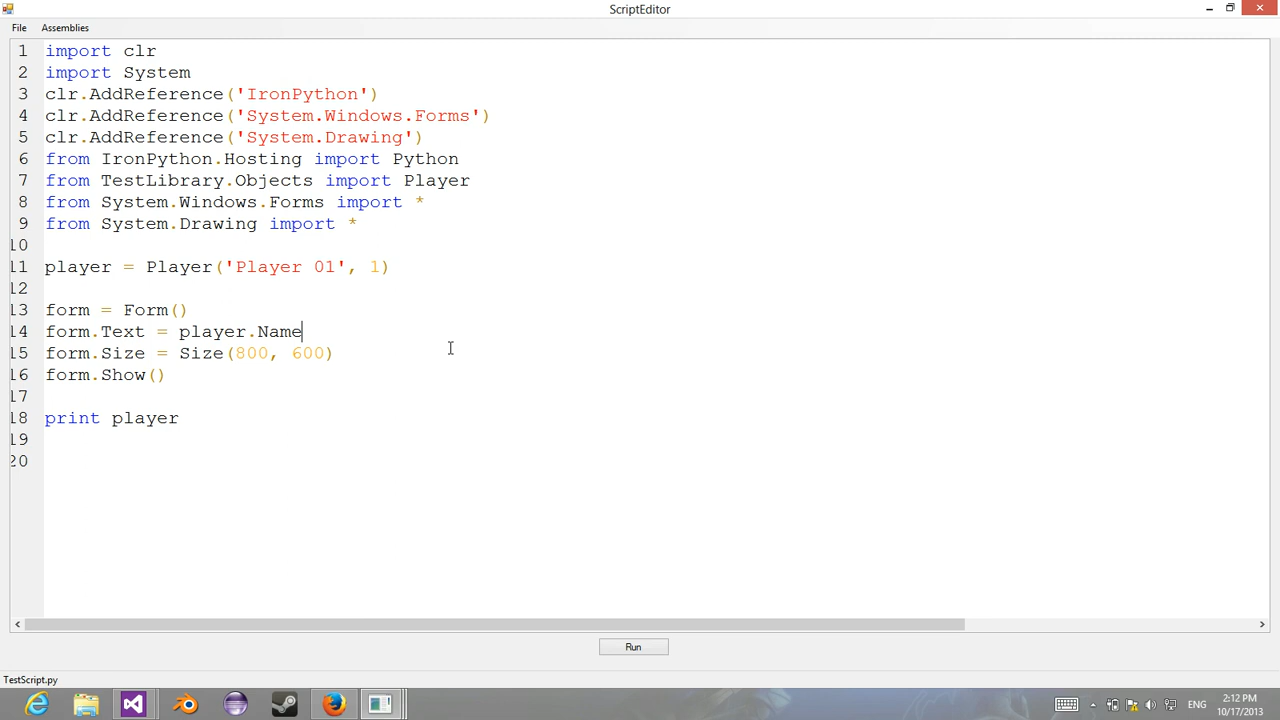 ScriptEditor
File Assemblies
1 import clr
2 import System
3 clr.AddReference('IronPython')
4 clr.AddReference('System.Windows.Forms')
5 clr.AddReference('System.Drawing')
6 from IronPython.Hosting import Python
7 from TestLibrary.Objects import Player
8 from System.Windows.Forms import *
9 from System.Drawing import *
10
11 player = Player('Player 01', 1)
12
13 form = Form()
14 form.Text = player.Name
15 form.Size = Size(800, 600)
16 form.Show()
17
18 print player
19
20
Run
TestScript.py
ENG
2:12 PM
10/17/2013